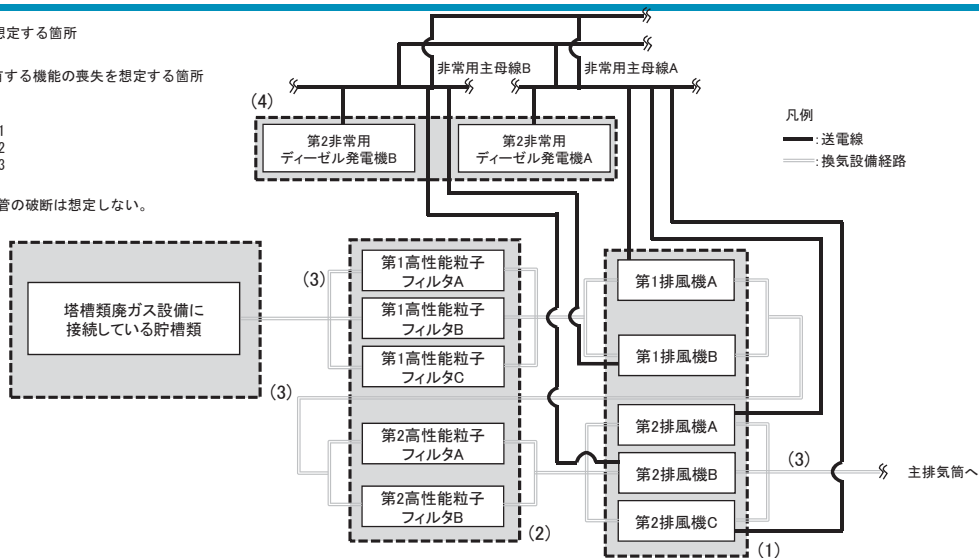 想定する箇所
有する機能の喪失を想定する箇所
1
2
3
管の破断は想定しない。
非常用主母線B
非常用主母線A
(4)
第2非常用
ディーゼル発電機B
第2非常用
ディーゼル発電機A
凡例
:送電線
:換気設備経路
塔槽類廃ガス設備に
接続している貯槽類
(3)
(3)
第1高性能粒子
フィルタA
第1高性能粒子
フィルタB
第1高性能粒子
フィルタC
第2高性能粒子
フィルタA
第2高性能粒子
フィルタB
(2)
第1排風機A
第1排風機B
第2排風機A
第2排風機B
第2排風機C
(1)
(3)
主排気筒へ